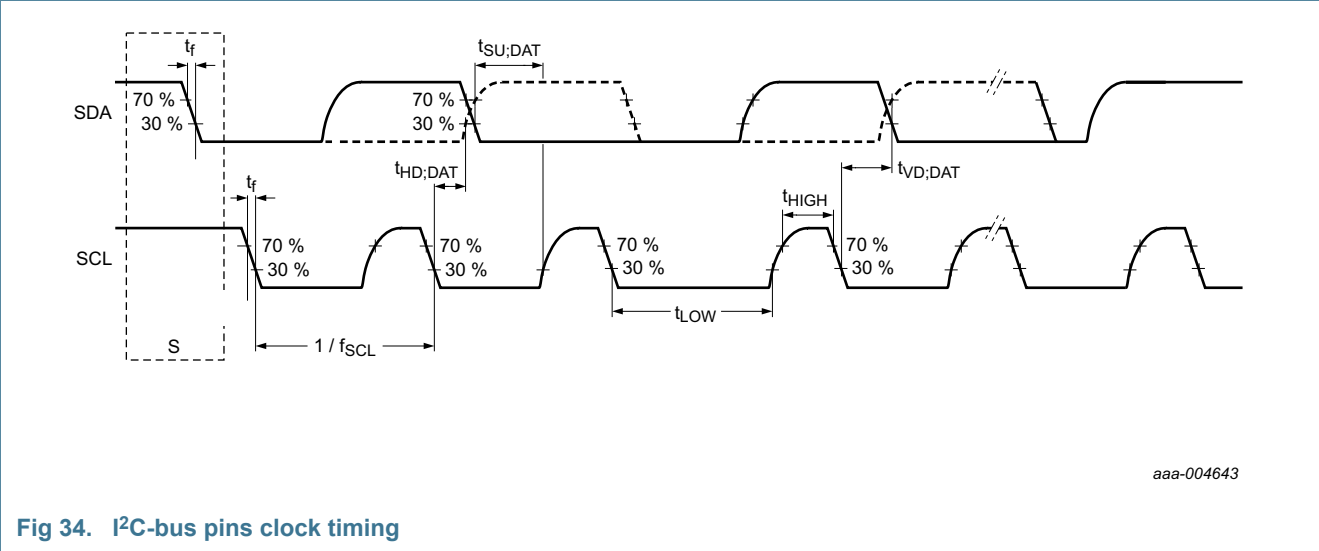 tf
tSU;DAT
SDA
70 %
30 %
70 %
30 %
tHD;DAT
tVD;DAT
tf
tHIGH
SCL
70 %
30 %
70 %
30 %
70 %
30 %
70 %
30 %
tLOW
S
1 / fSCL
aaa-004643
Fig 34. I2C-bus pins clock timing